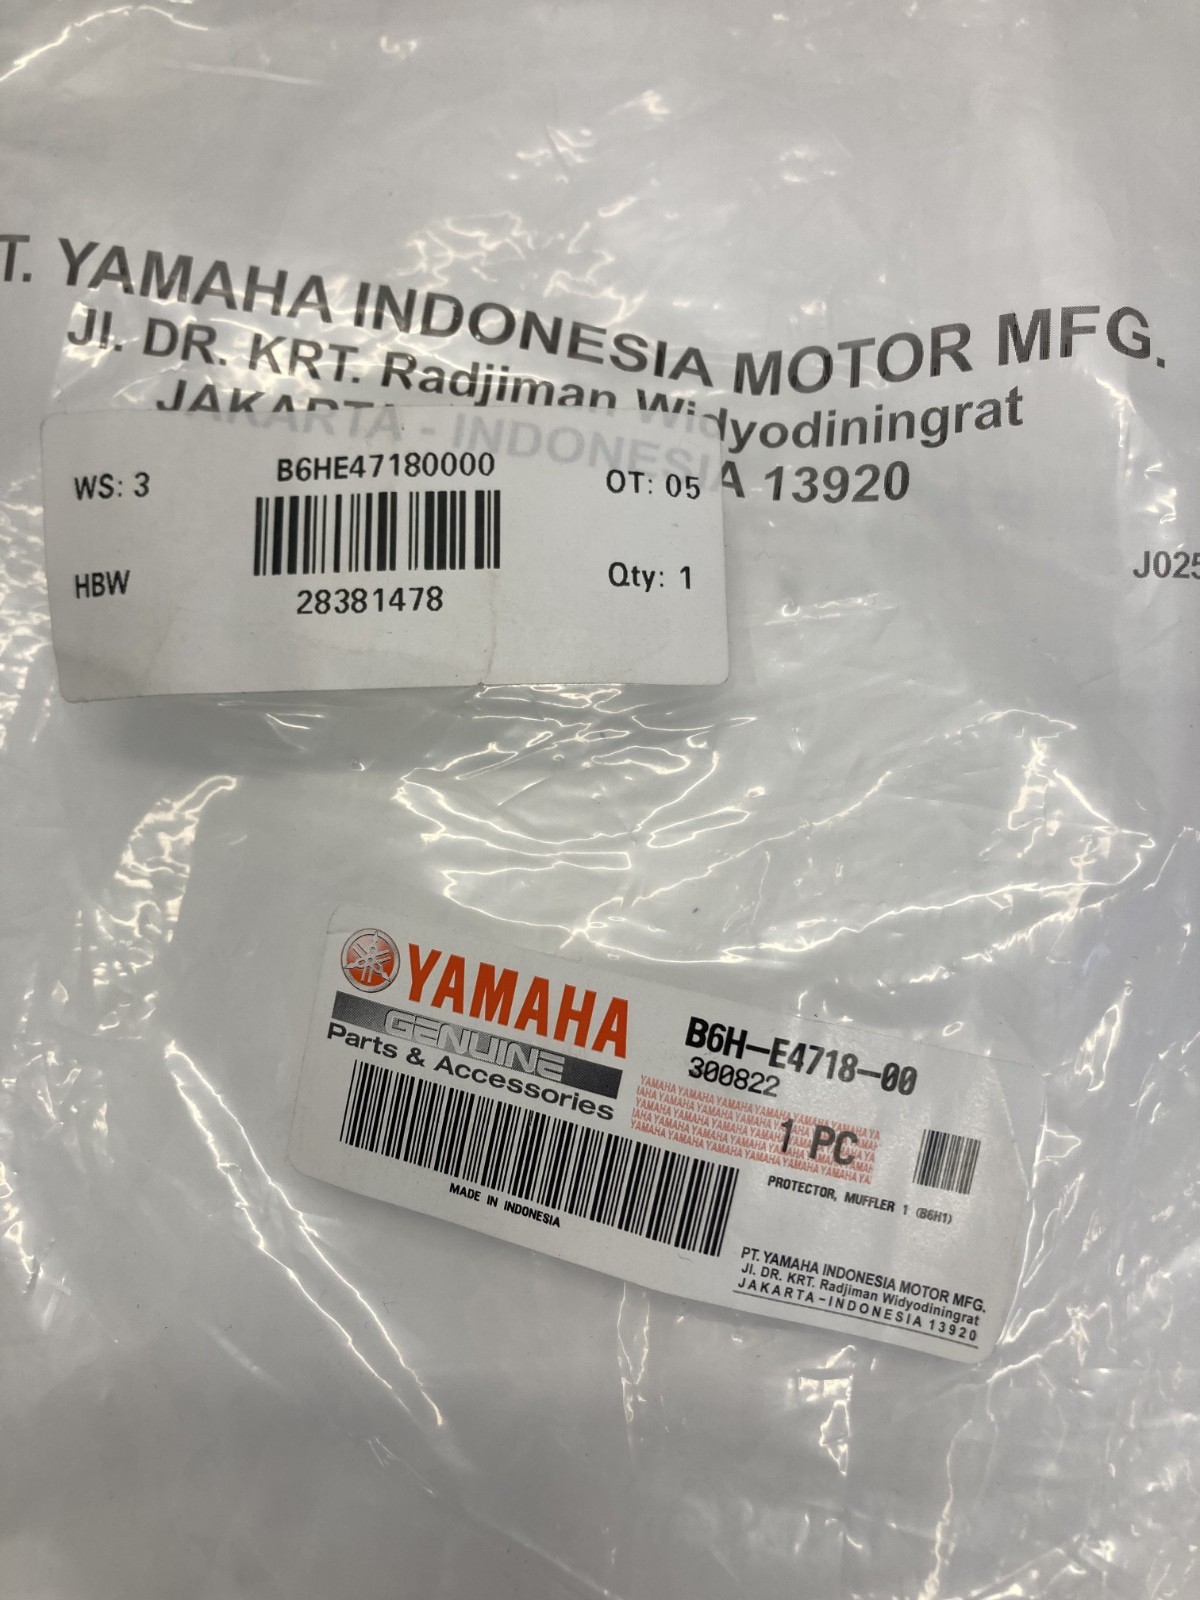 T. YAMAHA INDONESIA MOTOR MFG.
Jl. DR. KRT. Radjiman Widyodiningrat
JAKARTA - INDONESIA 13920
J025
WS: 3
B6HE47180000
OT: 05
HBW
28381478
Qty: 1
YAMAHA
GENUINE
Parts & Accessories
B6H-E4718-00
300822
1 PC
PROTECTOR, MUFFLER 1 (B6H1)
MADE IN INDONESIA
PT. YAMAHA INDONESIA MOTOR MFG.
Jl. DR. KRT. Radjiman Widyodiningrat
JAKARTA - INDONESIA 13920